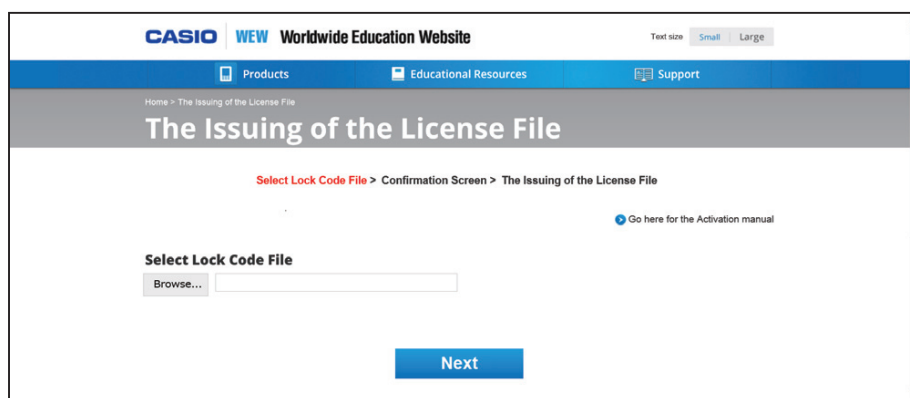 CASIO WEW Worldwide Education Website Text size Small Large
Products Educational Resources Support
Home > The Issuing of the License File
The Issuing of the License File
Select Lock Code File > Confirmation Screen > The Issuing of the License File
Go here for the Activation manual
Select Lock Code File
Browse...
Next